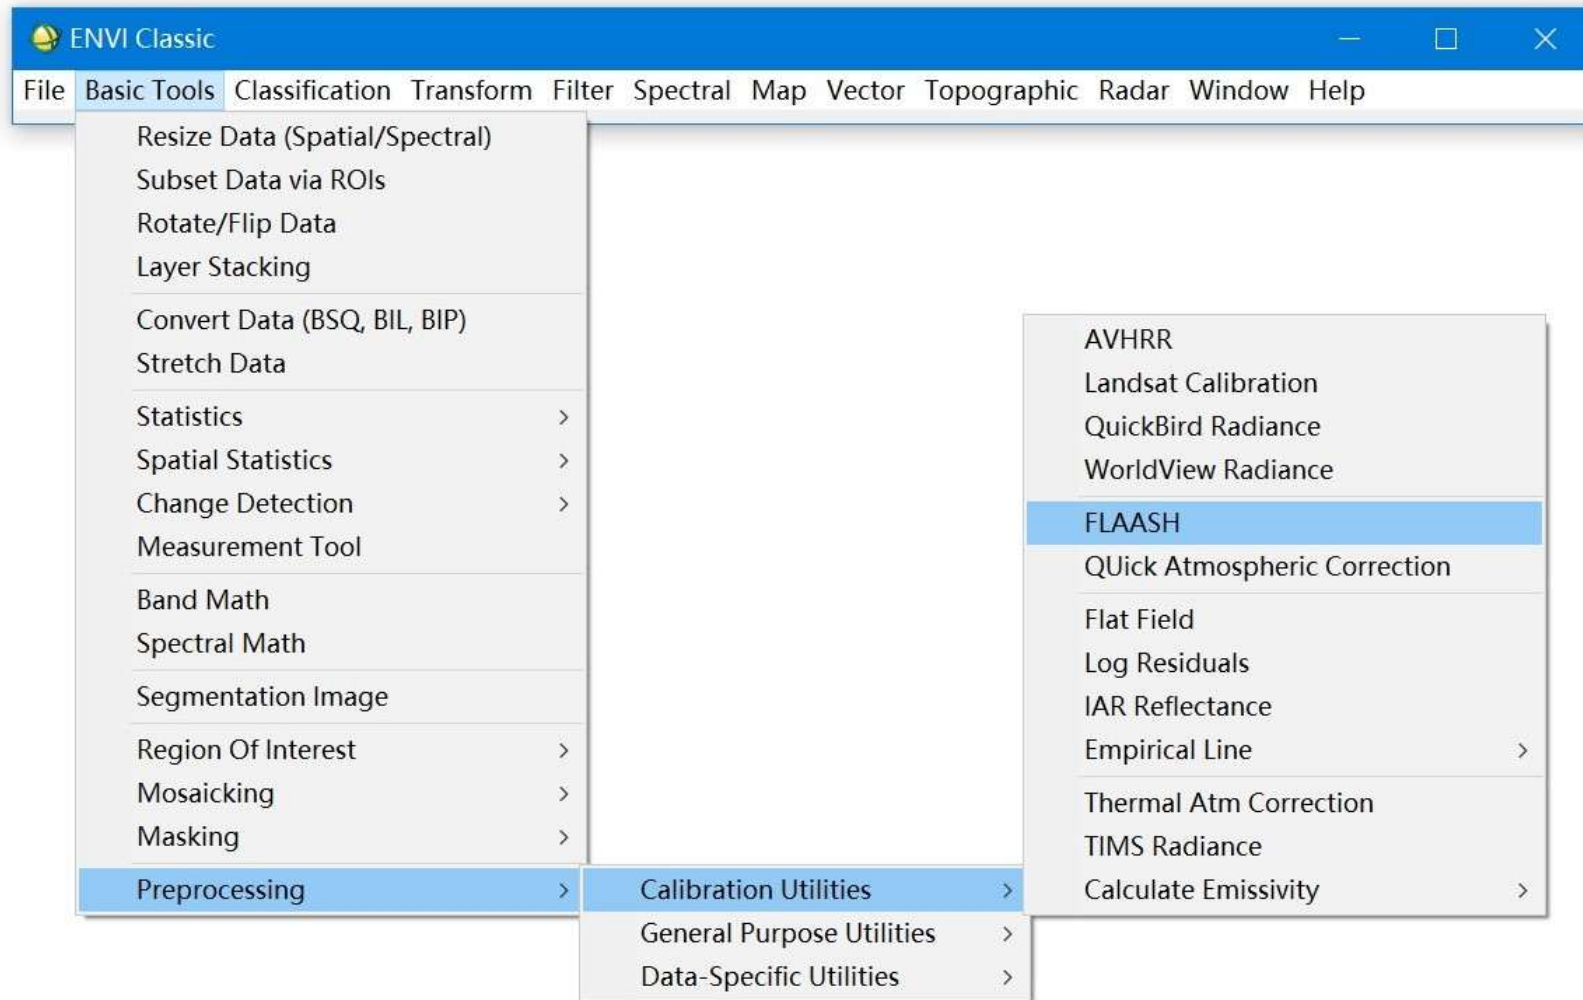 ENVI Classic
File Basic Tools Classification Transform Filter Spectral Map Vector Topographic Radar Window Help
Resize Data (Spatial/Spectral)
Subset Data via ROIs
Rotate/Flip Data
Layer Stacking
Convert Data (BSQ, BIL, BIP)
Stretch Data
Statistics
Spatial Statistics
Change Detection
Measurement Tool
Band Math
Spectral Math
Segmentation Image
Region Of Interest
Mosaicking
Masking
Preprocessing
Calibration Utilities
General Purpose Utilities
Data-Specific Utilities
AVHRR
Landsat Calibration
QuickBird Radiance
WorldView Radiance
FLAASH
QUick Atmospheric Correction
Flat Field
Log Residuals
IAR Reflectance
Empirical Line
Thermal Atm Correction
TIMS Radiance
Calculate Emissivity